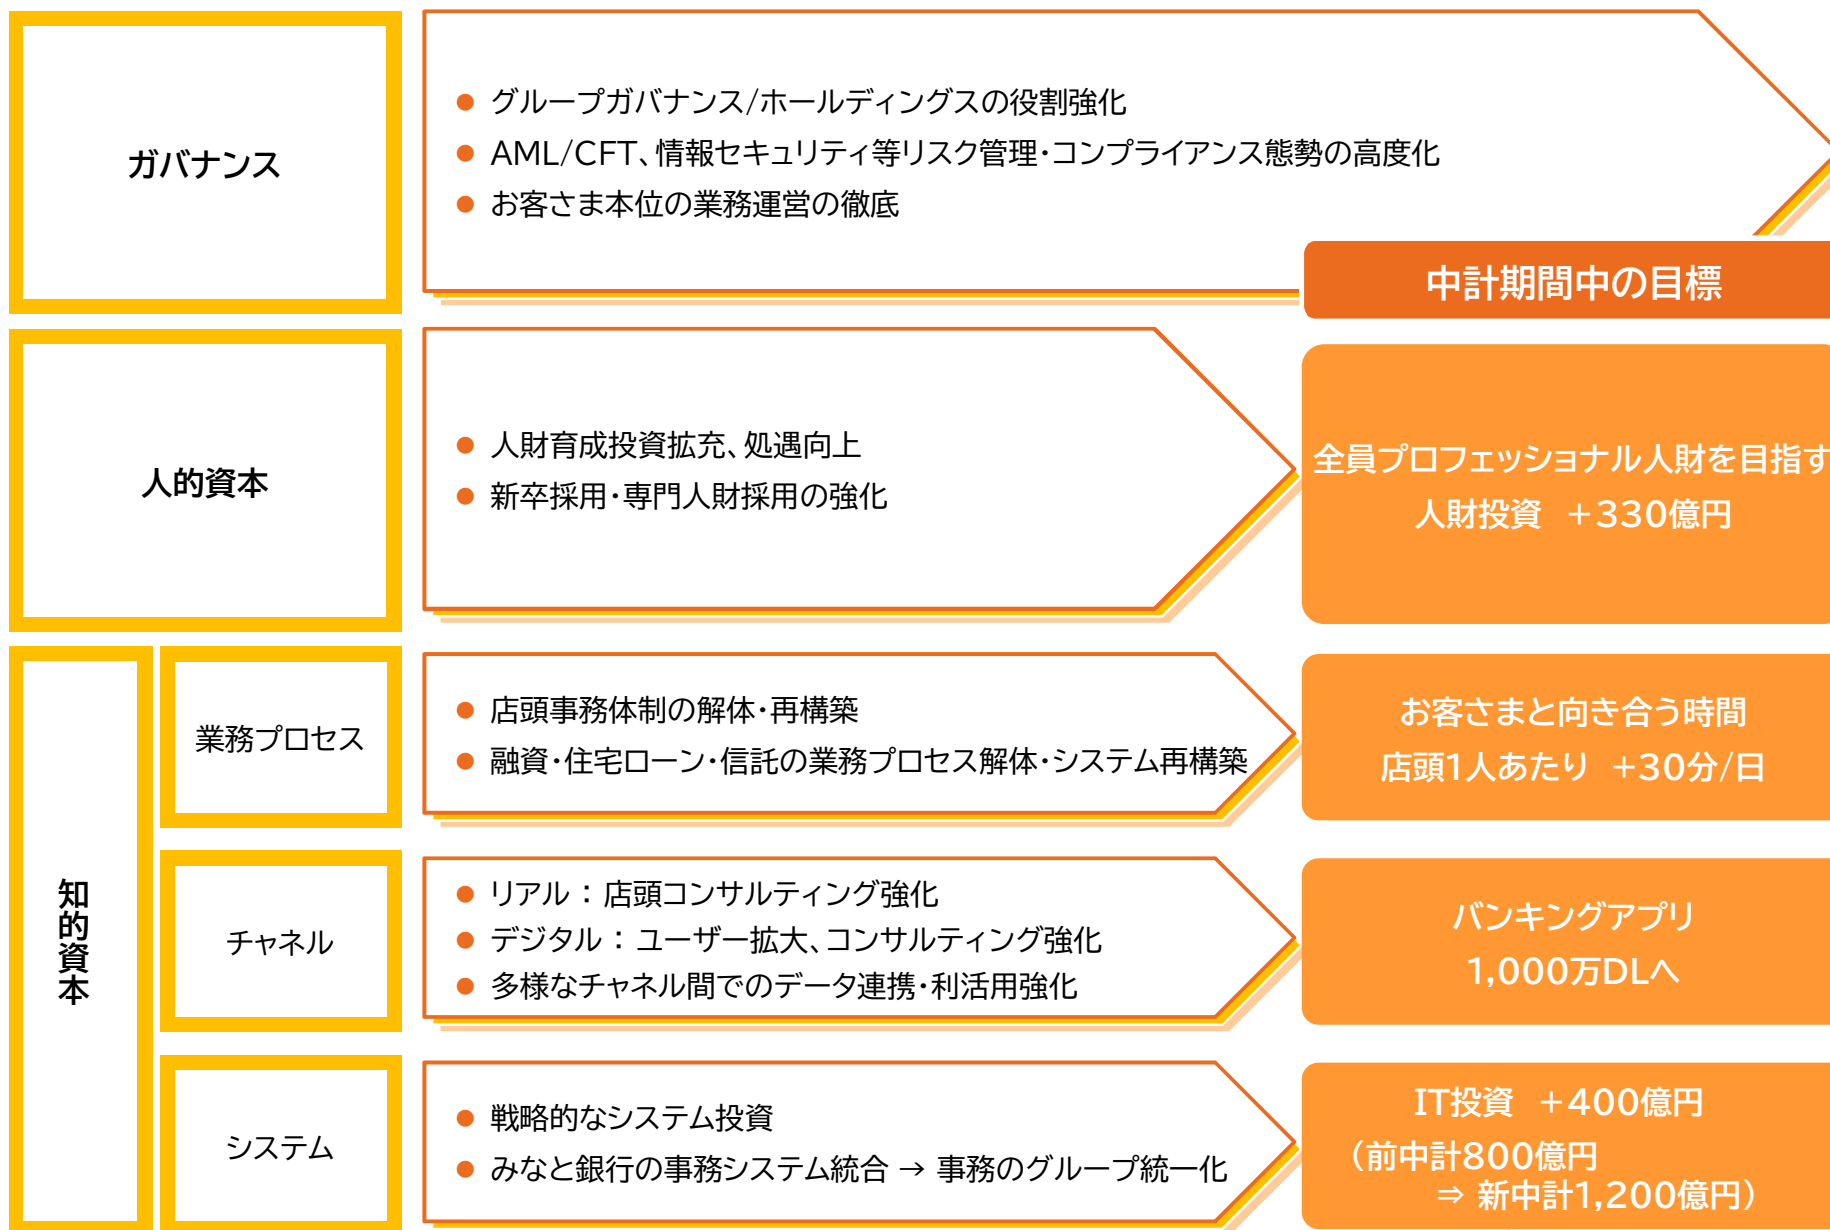 ガバナンス
● グループガバナンス/ホールディングスの役割強化
● AML/CFT、情報セキュリティ等リスク管理・コンプライアンス態勢の高度化
● お客さま本位の業務運営の徹底
中計期間中の目標
人的資本
● 人財育成投資拡充、処遇向上
● 新卒採用・専門人財採用の強化
全員プロフェッショナル人財を目指す
人財投資 ＋330億円
知的資本
業務プロセス
● 店頭事務体制の解体・再構築
● 融資・住宅ローン・信託の業務プロセス解体・システム再構築
お客さまと向き合う時間
店頭1人あたり ＋30分/日
チャネル
● リアル：店頭コンサルティング強化
● デジタル：ユーザー拡大、コンサルティング強化
● 多様なチャネル間でのデータ連携・利活用強化
バンキングアプリ
1,000万DLへ
システム
● 戦略的なシステム投資
● みなと銀行の事務システム統合 → 事務のグループ統一化
IT投資 ＋400億円
（前中計800億円
⇒ 新中計1,200億円）